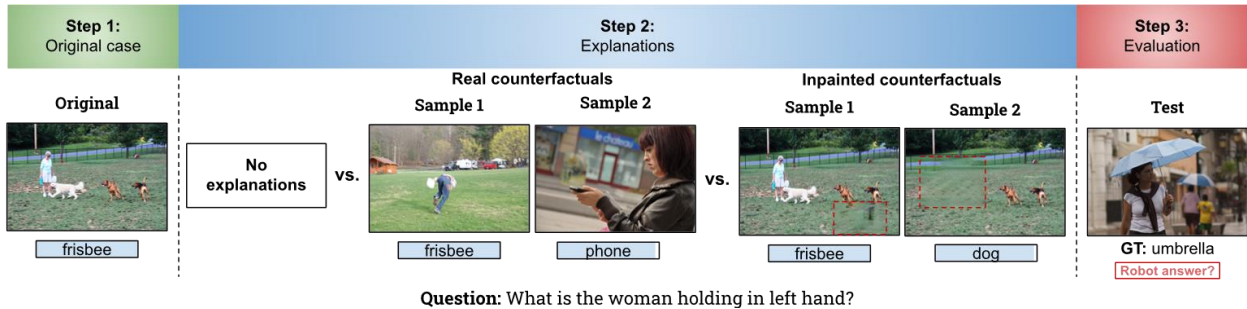 Step 1:
Original case
Step 2:
Explanations
Step 3:
Evaluation
Real counterfactuals
Inpainted counterfactuals
Original
Sample 1
Sample 2
Sample 1
Sample 2
Test
No
explanations
vs.
le chateau
vs.
frisbee
frisbee
phone
frisbee
dog
GT: umbrella
Robot answer?
Question: What is the woman holding in left hand?